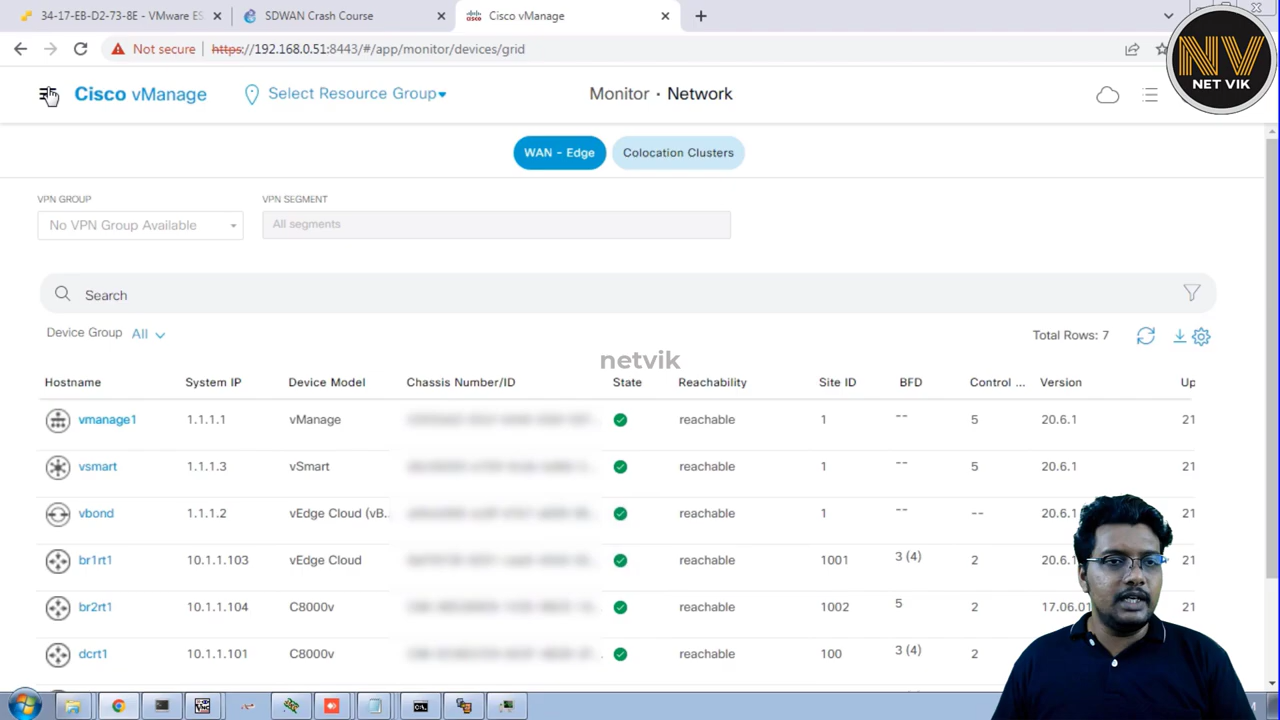 34-17-EB-D2-73-8E - VMware ES
SDWAN Crash Course
Cisco vManage
Not secure
https://192.168.0.51:8443/#/app/monitor/devices/grid
NV
NET VIK
Cisco vManage
Select Resource Group
Monitor · Network
WAN - Edge
Colocation Clusters
VPN GROUP
VPN SEGMENT
No VPN Group Available
All segments
Search
Device Group All
Total Rows: 7
netvik
Hostname System IP Device Model Chassis Number/ID State Reachability Site ID BFD Control ... Version Up
vmanage1 1.1.1.1 vManage reachable 1 -- 5 20.6.1 21
vsmart 1.1.1.3 vSmart reachable 1 -- 5 20.6.1 21
vbond 1.1.1.2 vEdge Cloud (vB... reachable 1 -- -- 20.6.1 21
br1rt1 10.1.1.103 vEdge Cloud reachable 1001 3 (4) 2 20.6.1 21
br2rt1 10.1.1.104 C8000v reachable 1002 5 2 17.06.01 21
dcrt1 10.1.1.101 C8000v reachable 100 3 (4) 2 21